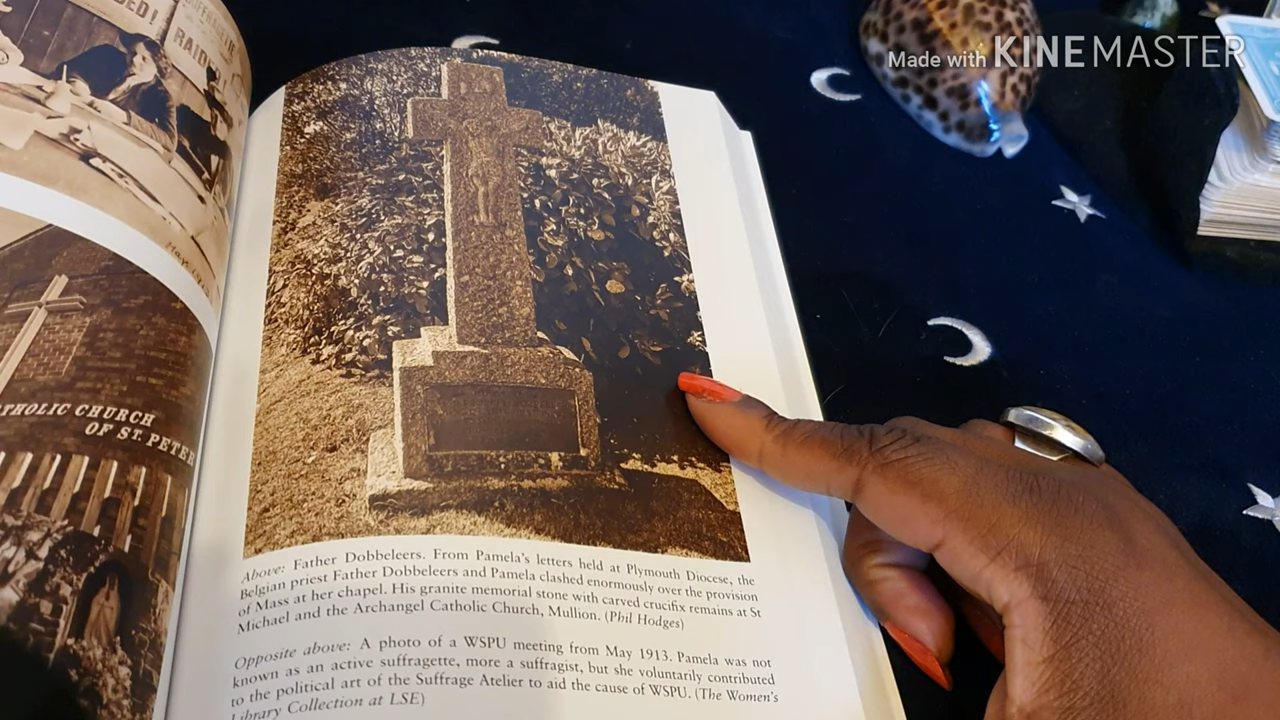 Made with KINEMASTER
RAIDED
May 19
CATHOLIC CHURCH
OF ST. PETER
Above: Father Dobbeleers. From Pamela's letters held at Plymouth Diocese, the
Belgian priest Father Dobbeleers and Pamela clashed enormously over the provision
of Mass at her chapel. His granite memorial stone with carved crucifix remains at St
Michael and the Archangel Catholic Church, Mullion. (Phil Hodges)
Opposite above: A photo of a WSPU meeting from May 1913. Pamela was not
known as an active suffragette, more a suffragist, but she voluntarily contributed
to the political art of the Suffrage Atelier to aid the cause of WSPU. (The Women's
Library Collection at LSE)